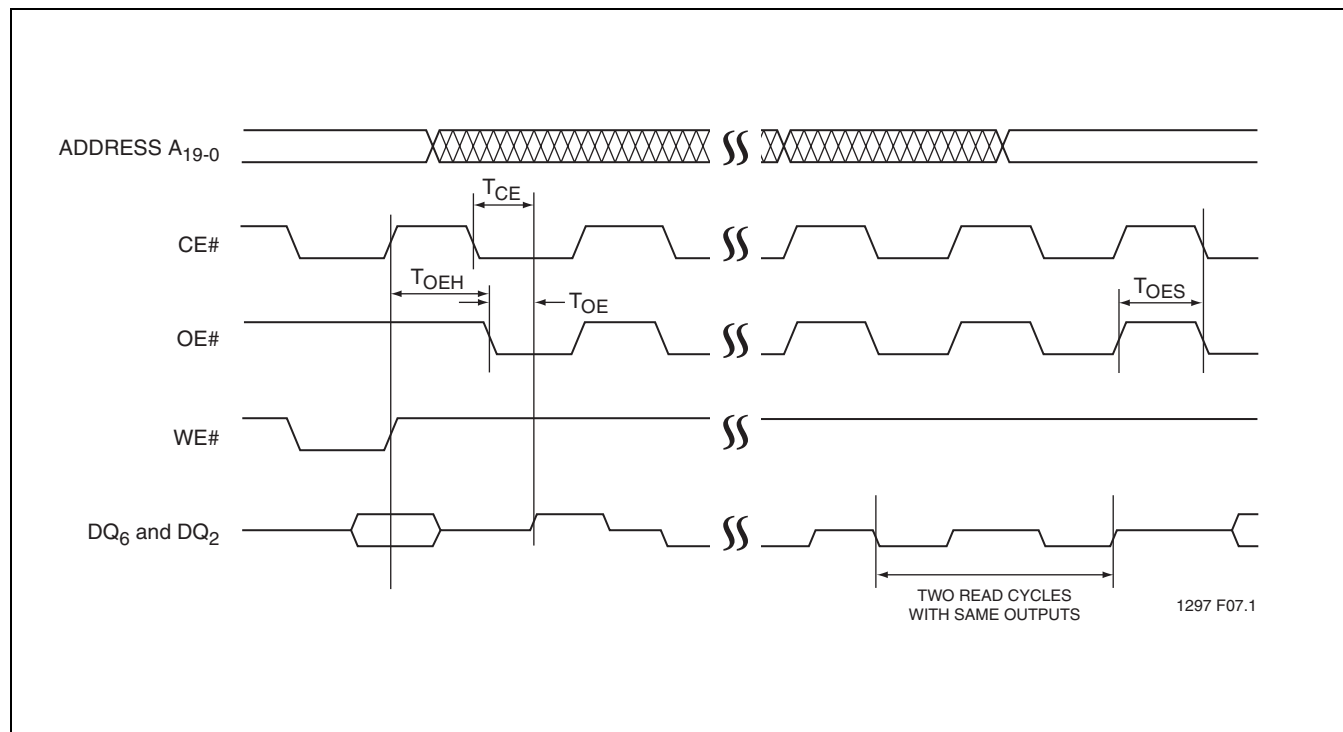 ADDRESS A19-0
TCE
CE#
TOEH
TOE
TOES
OE#
WE#
DQ6 and DQ2
TWO READ CYCLES
WITH SAME OUTPUTS
1297 F07.1